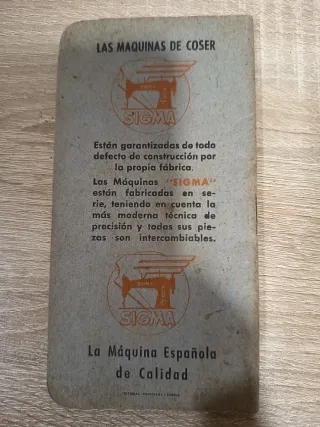 LAS MAQUINAS DE COSER
SIGMA
Están garantizadas de todo
defecto de construcción por
la propia fábrica.
Las Máquinas "SIGMA"
están fabricadas en se-
rie, teniendo en cuenta la
más moderna técnica de
precisión y todas sus pie-
zas son intercambiables.
SIGMA
SIGMA
La Máquina Española
de Calidad